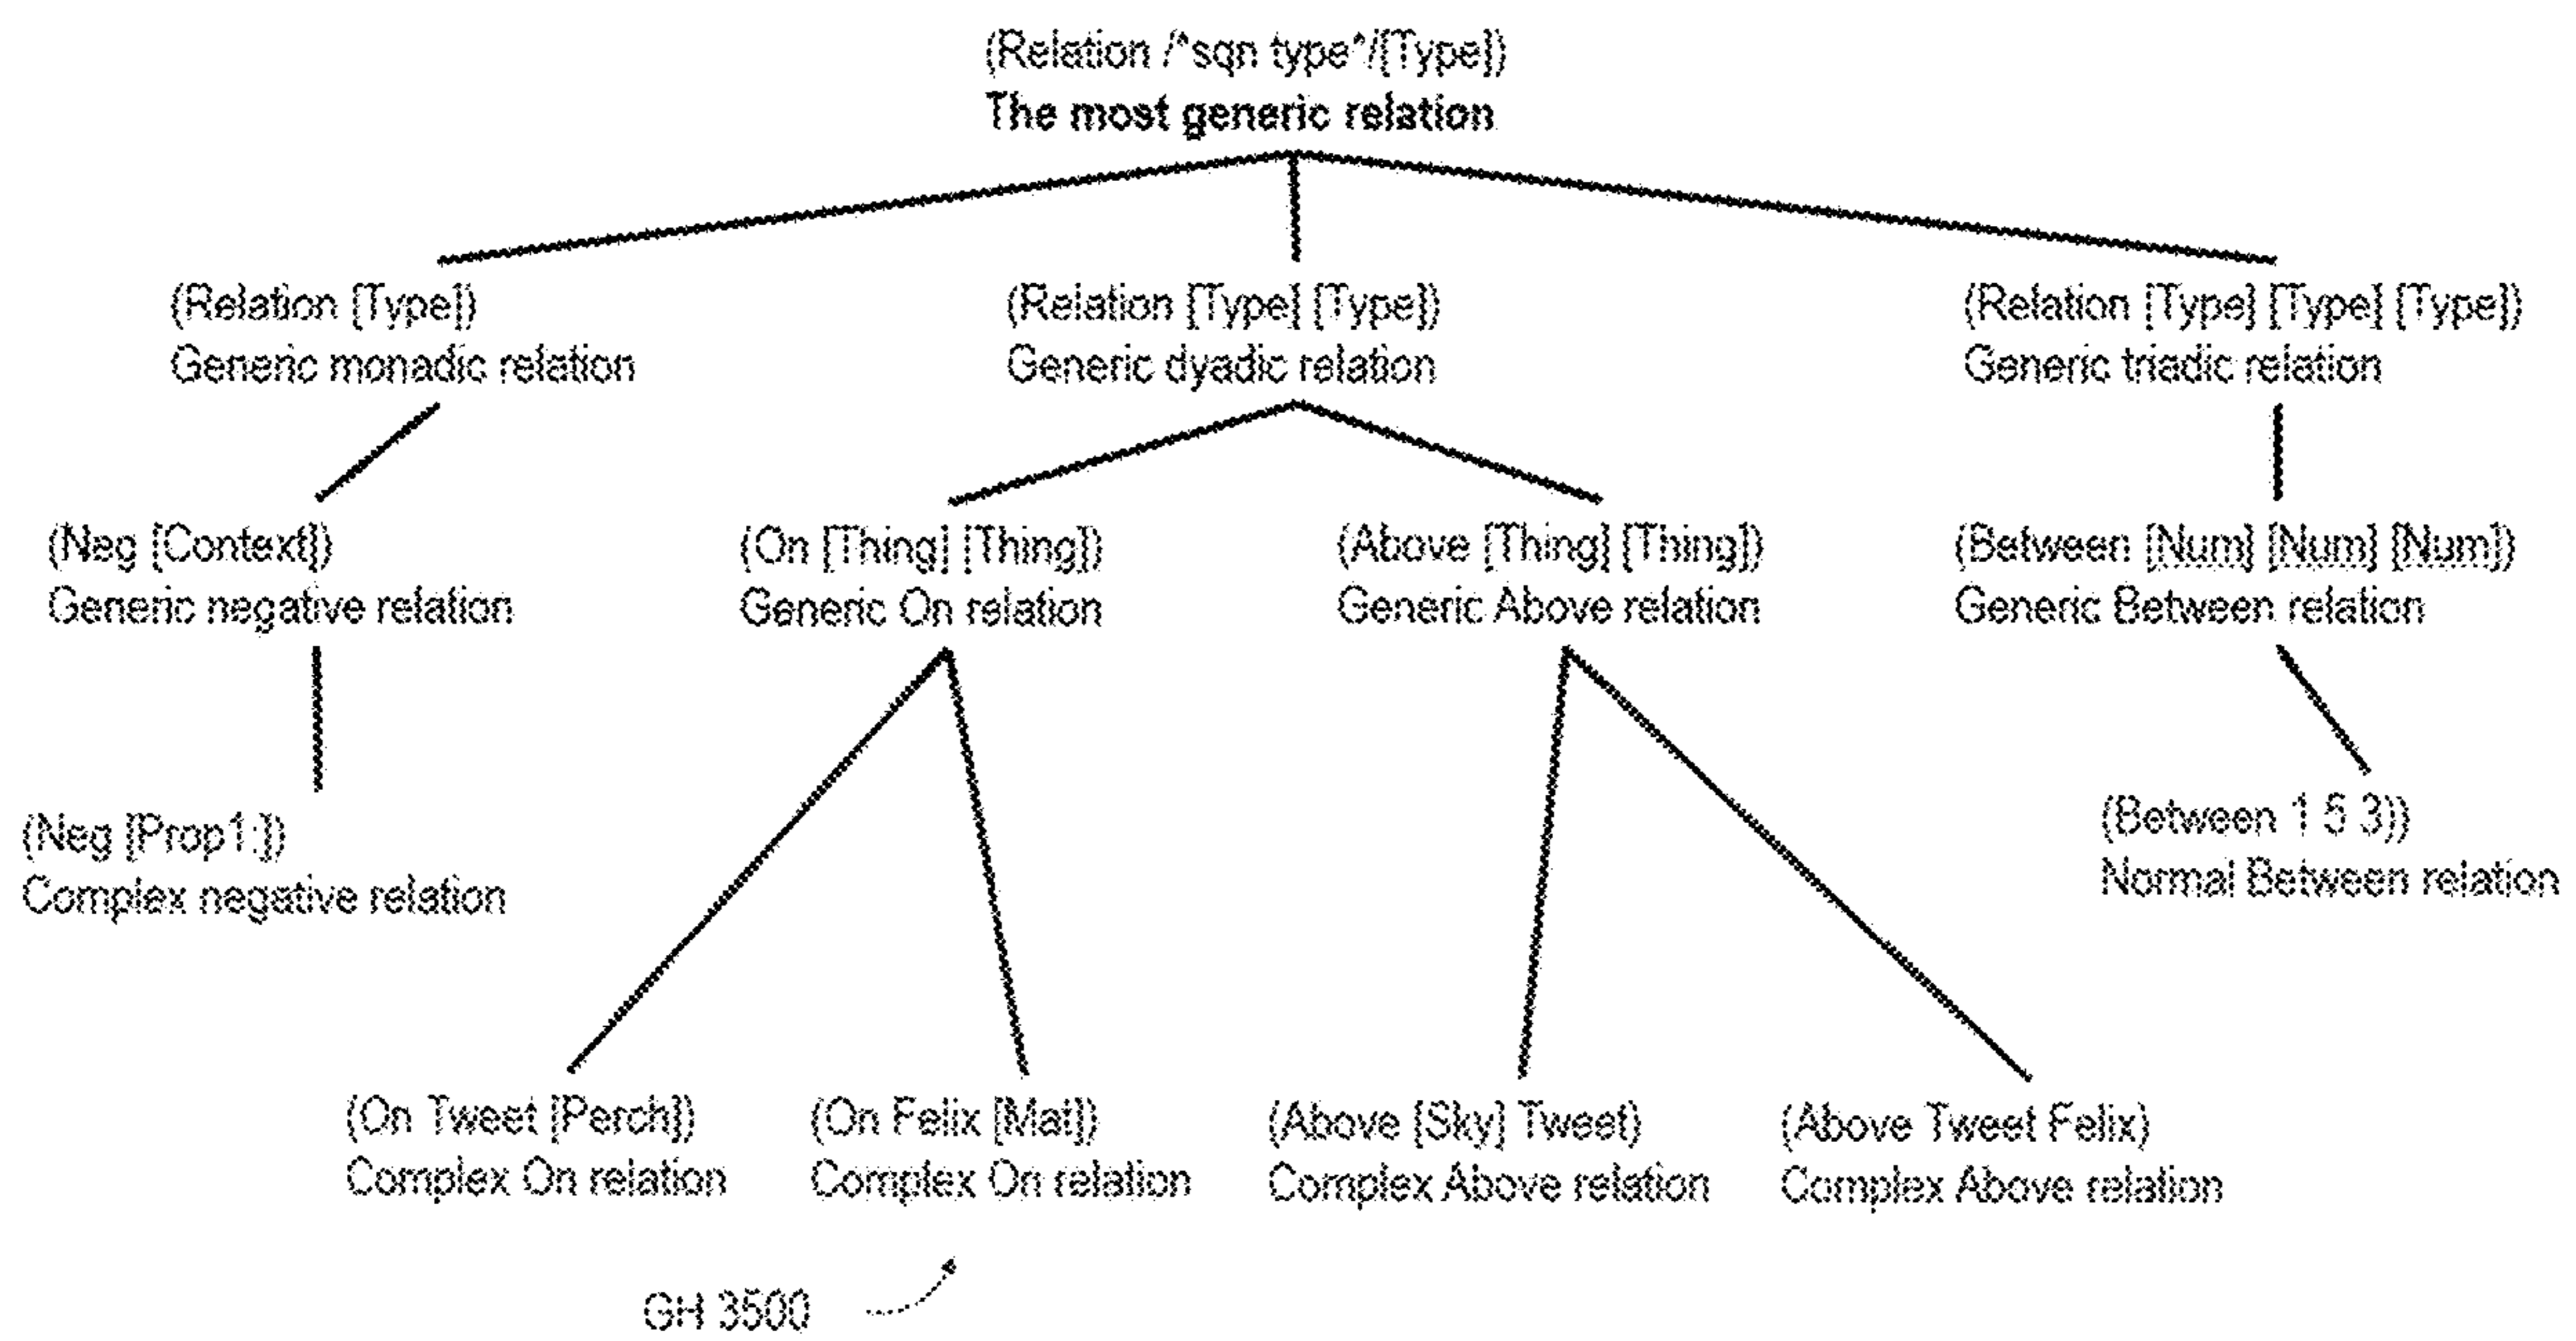 (Relation /*sqn type*/[Type])
The most generic relation
(Relation [Type])
Generic monadic relation
(Relation [Type] [Type])
Generic dyadic relation
(Relation [Type] [Type] [Type])
Generic triadic relation
(Neg [Context])
Generic negative relation
(On [Thing] [Thing])
Generic On relation
(Above [Thing] [Thing])
Generic Above relation
(Between [Num] [Num] [Num])
Generic Between relation
(Neg [Prop1:])
Complex negative relation
(Between 1 5 3))
Normal Between relation
(On Tweet [Perch])
Complex On relation
(On Felix [Mat])
Complex On relation
(Above [Sky] Tweet)
Complex Above relation
(Above Tweet Felix)
Complex Above relation
GH 3500